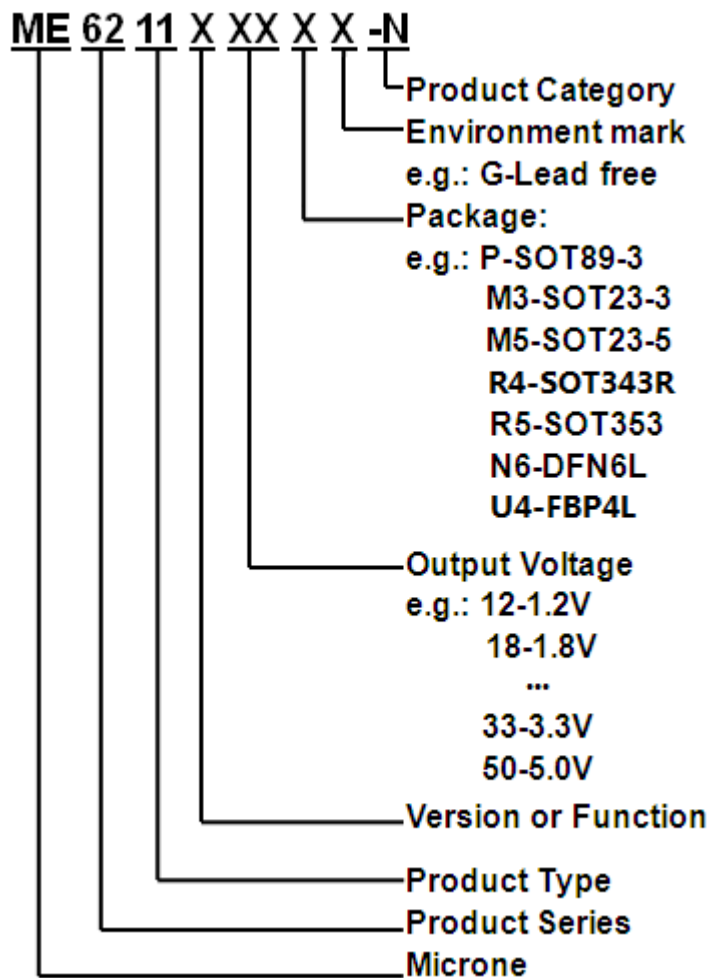 ME 62 11 X XX X X -N
Product Category
Environment mark
e.g.: G-Lead free
Package:
e.g.: P-SOT89-3
M3-SOT23-3
M5-SOT23-5
R4-SOT343R
R5-SOT353
N6-DFN6L
U4-FBP4L
Output Voltage
e.g.: 12-1.2V
18-1.8V
...
33-3.3V
50-5.0V
Version or Function
Product Type
Product Series
Microne